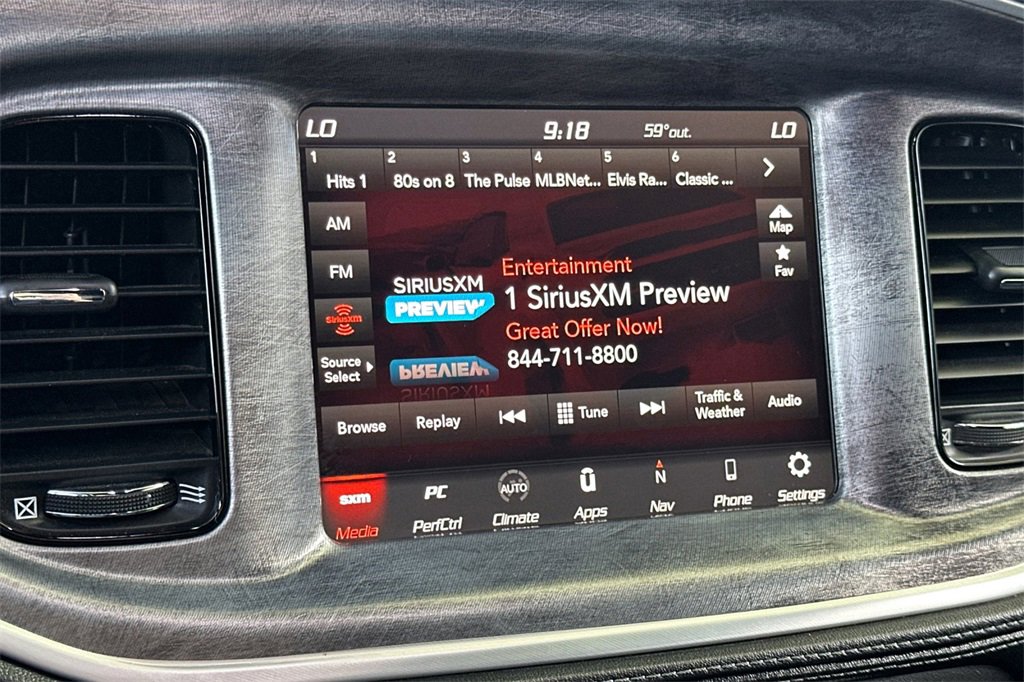 LO 9:18 59°out. LO
1 2 3 4 5 6
Hits 1 80s on 8 The Pulse MLBNet... Elvis Ra... Classic ...
AM
Map
FM
Fav
SiriusXM
Source
Select
SIRIUSXM
PREVIEW
Entertainment
1 SiriusXM Preview
Great Offer Now!
844-711-8800
Browse Replay Tune Traffic &
Weather Audio
sxm PC AUTO u N
Media PerfCtrl Climate Apps Nav Phone Settings